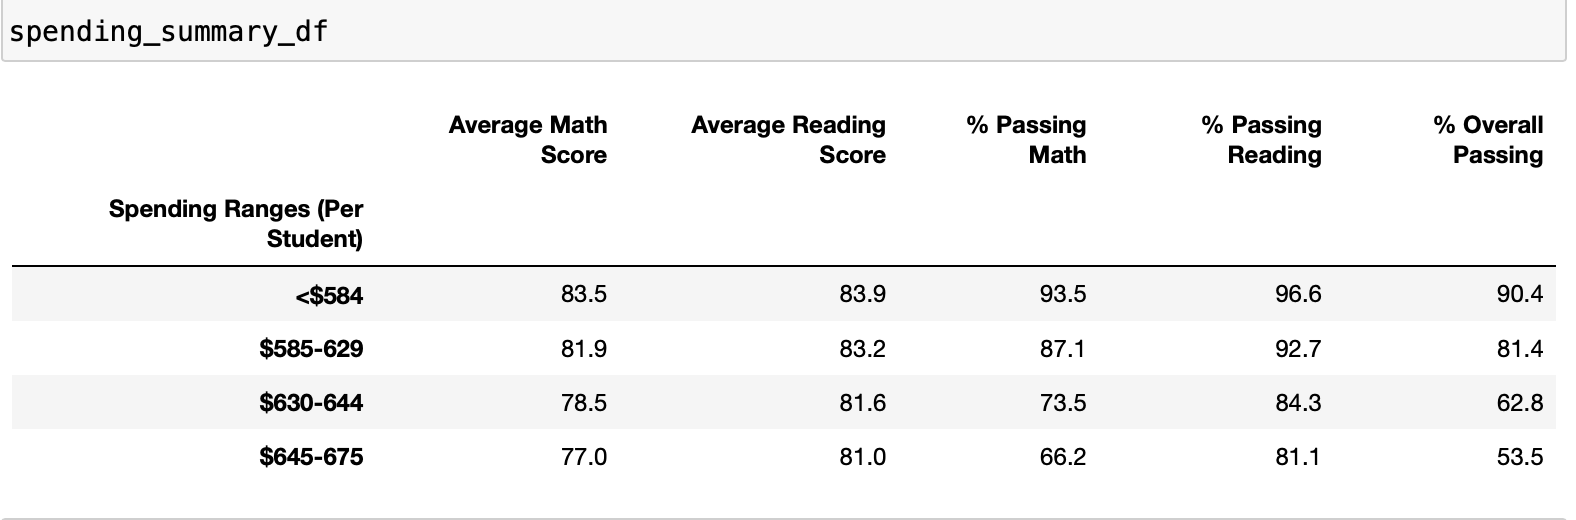 spending_summary_df
Average Math Score Average Reading Score % Passing Math % Passing Reading % Overall Passing
Spending Ranges (Per Student)
<$584 83.5 83.9 93.5 96.6 90.4
$585-629 81.9 83.2 87.1 92.7 81.4
$630-644 78.5 81.6 73.5 84.3 62.8
$645-675 77.0 81.0 66.2 81.1 53.5